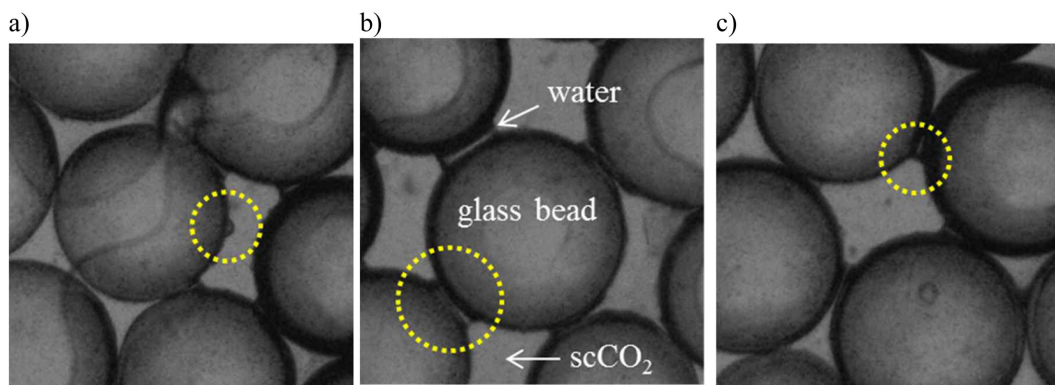 a)
b)
c)
water
glass bead
scCO₂